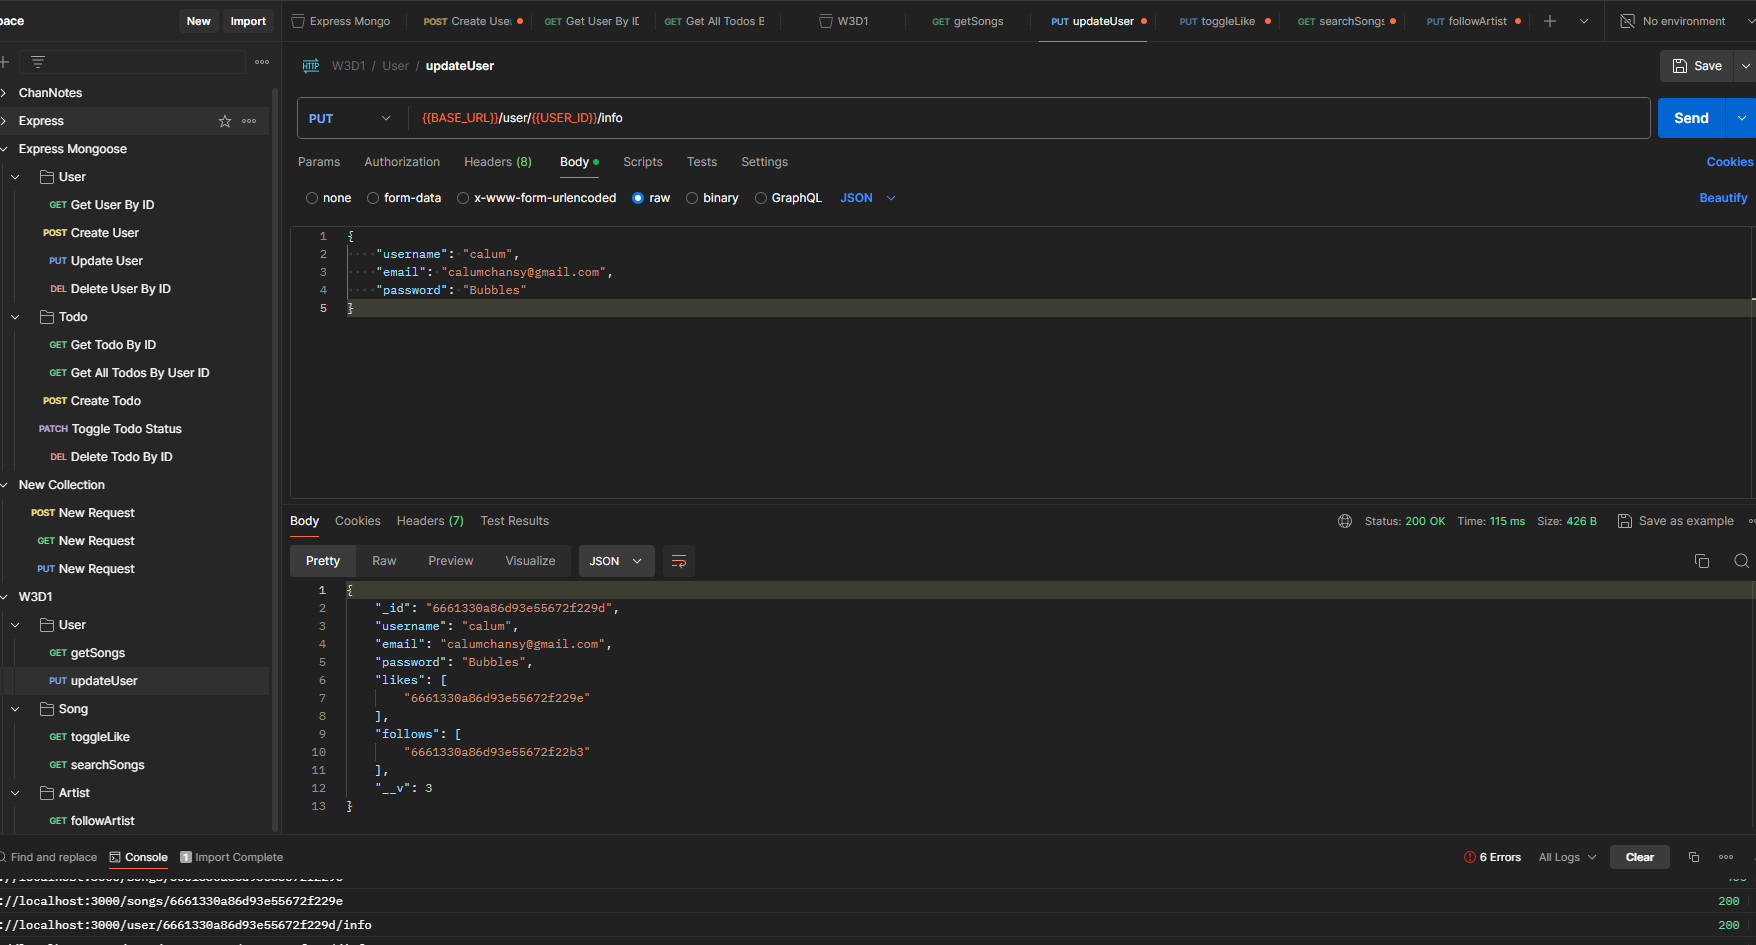 pace
New
Import
Express Mongo
POST Create User
GET Get User By ID
GET Get All Todos B
W3D1
GET getSongs
PUT updateUser
PUT toggleLike
GET searchSongs
PUT followArtist
No environment
W3D1 / User / updateUser
Save
ChanNotes
Express
Express Mongoose
User
GET Get User By ID
POST Create User
PUT Update User
DEL Delete User By ID
Todo
GET Get Todo By ID
GET Get All Todos By User ID
POST Create Todo
PATCH Toggle Todo Status
DEL Delete Todo By ID
New Collection
POST New Request
GET New Request
PUT New Request
W3D1
User
GET getSongs
PUT updateUser
Song
GET toggleLike
GET searchSongs
Artist
GET followArtist
PUT
{{BASE_URL}}/user/{{USER_ID}}/info
Send
Params Authorization Headers (8) Body Scripts Tests Settings
Cookies
none form-data x-www-form-urlencoded raw binary GraphQL JSON
Beautify
1 {
2 "username": "calum",
3 "email": "calumchansy@gmail.com",
4 "password": "Bubbles"
5 }
Body Cookies Headers (7) Test Results
Status: 200 OK Time: 115 ms Size: 426 B
Save as example
Pretty Raw Preview Visualize JSON
1 {
2 "_id": "6661330a86d93e55672f229d",
3 "username": "calum",
4 "email": "calumchansy@gmail.com",
5 "password": "Bubbles",
6 "likes": [
7 "6661330a86d93e55672f229e"
8 ],
9 "follows": [
10 "6661330a86d93e55672f22b3"
11 ],
12 "__v": 3
13 }
Find and replace
Console
1 Import Complete
6 Errors
All Logs
Clear
://localhost:3000/songs/6661330a86d93e55672f229e
200
://localhost:3000/user/6661330a86d93e55672f229d/info
200